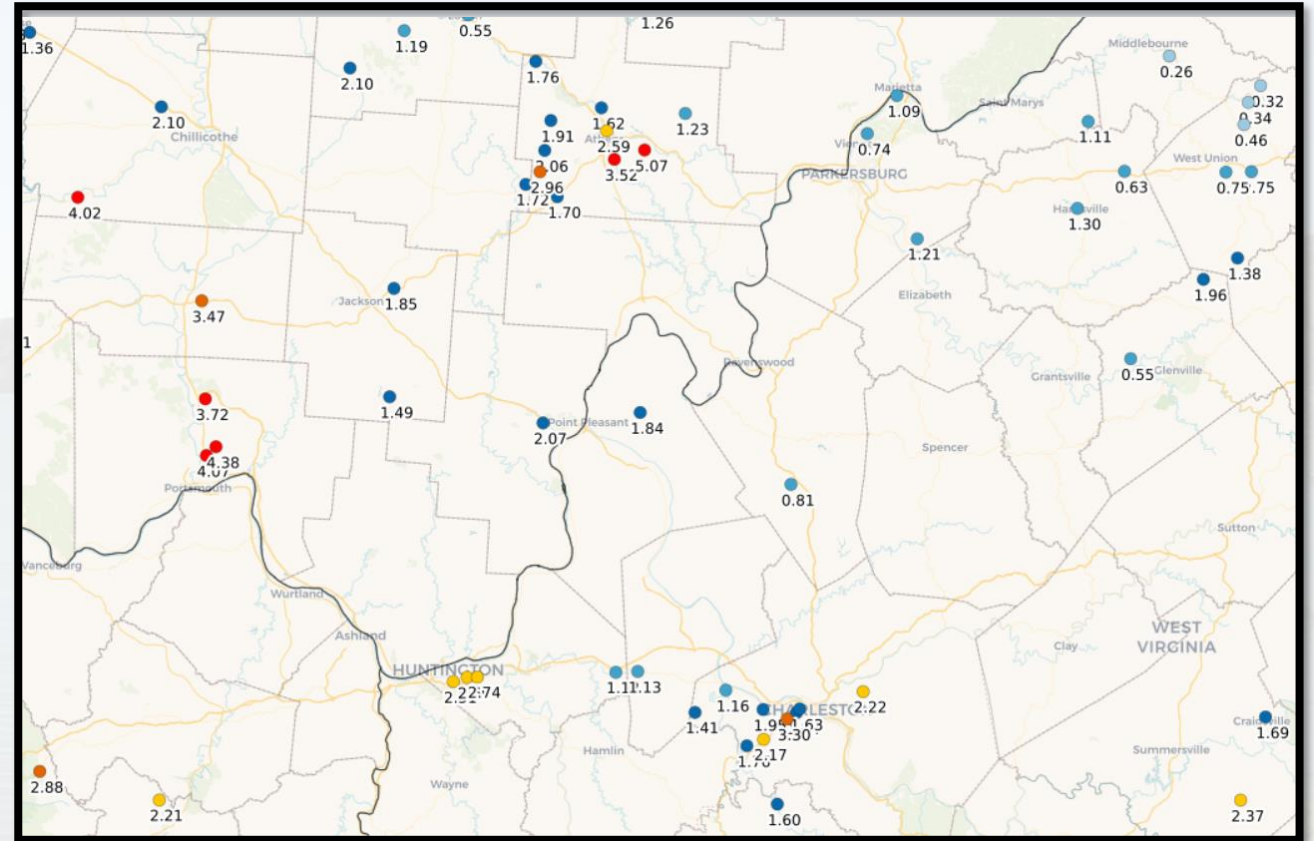 1.26
0.55
1.19
1.36
Middlebourne
0.26
1.76
2.10
Marietta
1.09
Saint Marys
0.32
0.34
0.46
2.10
Chillicothe
1.91
1.62
1.23
1.11
2.59
0.74
West Union
2.06
3.52
5.07
PARKERSBURG
0.63
2.96
1.72
1.70
4.02
1.30
1.21
1.38
Elizabeth
1.96
Jackson
1.85
3.47
Ravenswood
Grantsville
0.55
Glenville
3.72
1.49
Point Pleasant
2.07
1.84
Spencer
4.38
4.07
Portsmouth
0.81
Sutton
Vanceburg
Wurtland
Ashland
WEST
VIRGINIA
Clay
HUNTINGTON
1.13
1.16
CHARLESTON
2.22
1.41
1.63
3.30
1.69
Hamlin
2.17
Summersville
Wayne
2.88
2.21
1.60
2.37